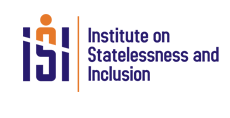 ISI
Institute on
Statelessness and
Inclusion